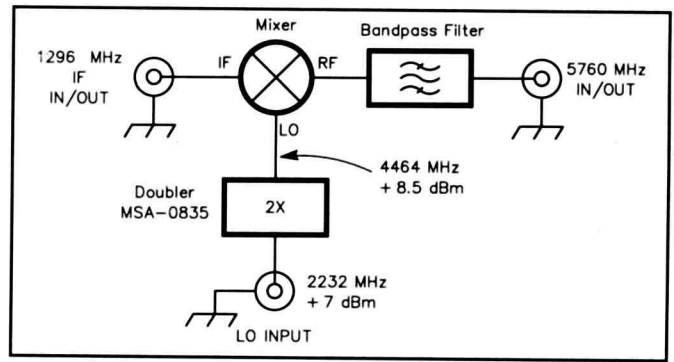 Mixer
Bandpass Filter
1296 MHz
IF
IN/OUT
IF
RF
5760 MHz
IN/OUT
LO
4464 MHz
+ 8.5 dBm
Doubler
MSA-0835
2X
2232 MHz
+ 7 dBm
LO INPUT